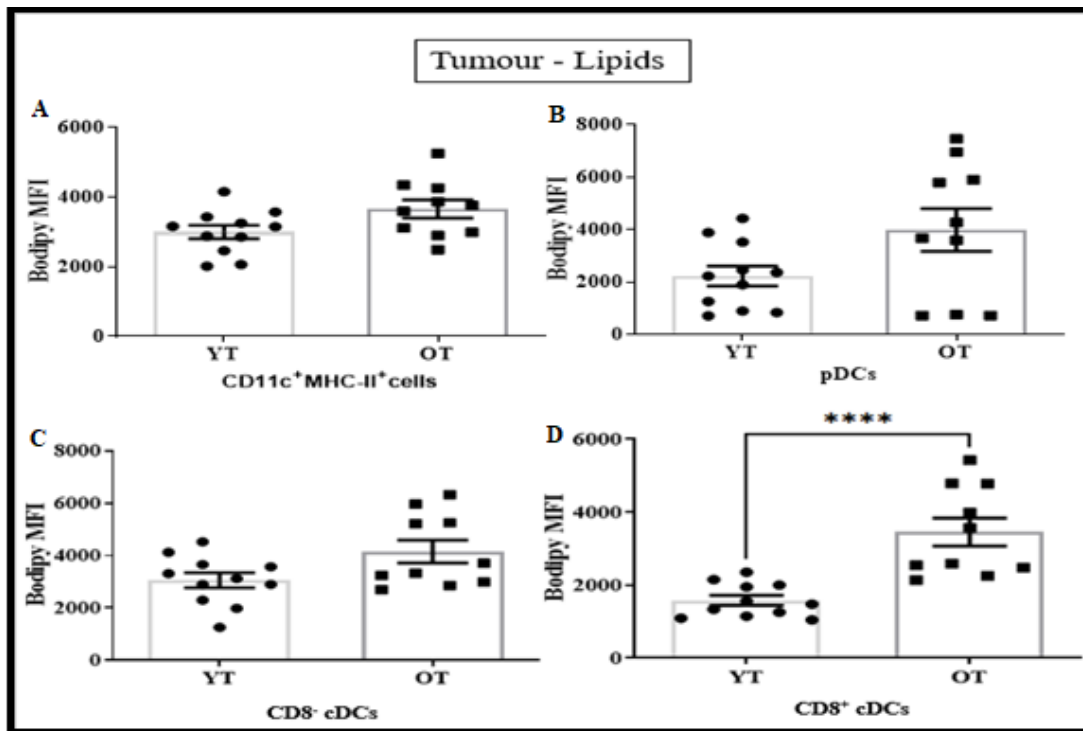 Tumour - Lipids
A
6000
4000
2000
0
Bodipy MFI
YT
OT
CD11c⁺MHC-II⁺cells
B
8000
6000
4000
2000
0
Bodipy MFI
YT
OT
pDCs
C
8000
6000
4000
2000
0
Bodipy MFI
YT
OT
CD8⁻ cDCs
D
****
6000
4000
2000
0
Bodipy MFI
YT
OT
CD8⁺ cDCs